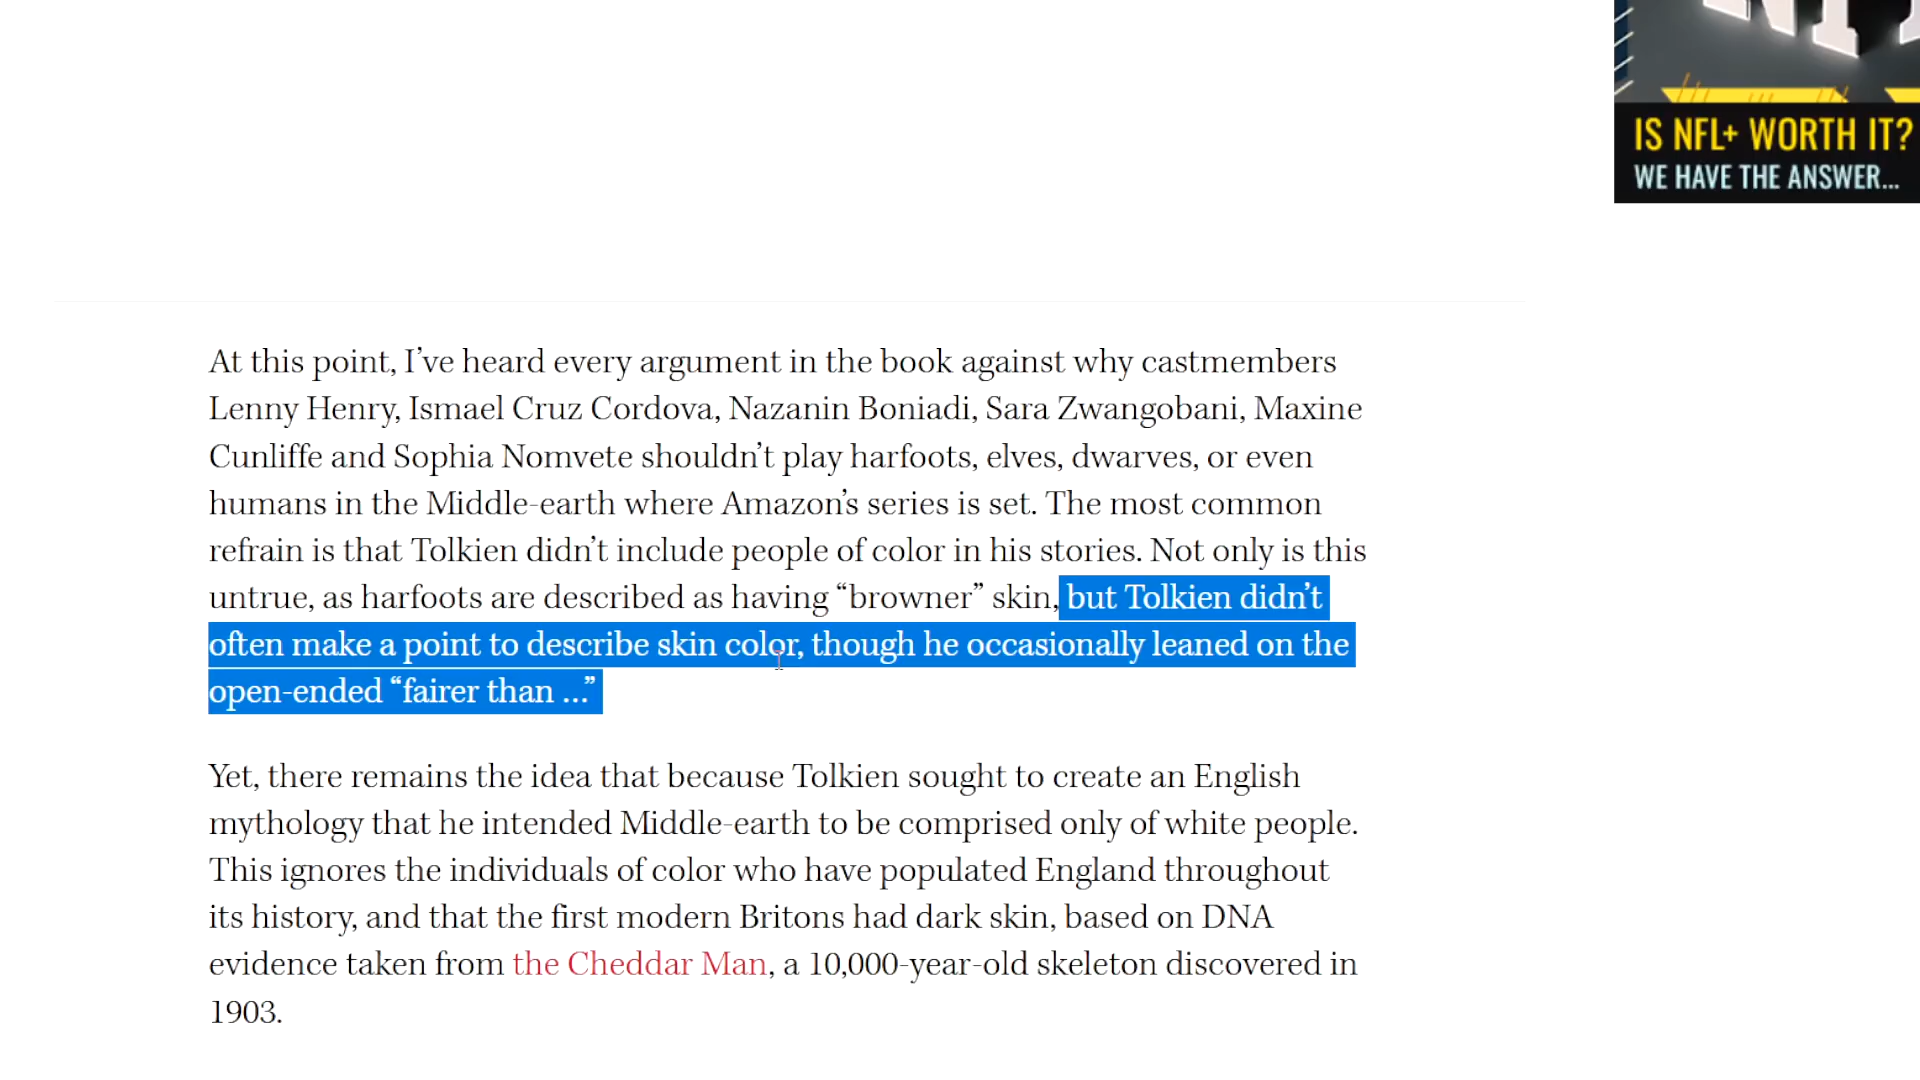 IS NFL+ WORTH IT?
WE HAVE THE ANSWER...
At this point, I’ve heard every argument in the book against why castmembers
Lenny Henry, Ismael Cruz Cordova, Nazanin Boniadi, Sara Zwangobani, Maxine
Cunliffe and Sophia Nomvete shouldn’t play harfoots, elves, dwarves, or even
humans in the Middle-earth where Amazon’s series is set. The most common
refrain is that Tolkien didn’t include people of color in his stories. Not only is this
untrue, as harfoots are described as having “browner” skin, but Tolkien didn’t
often make a point to describe skin color, though he occasionally leaned on the
open-ended “fairer than ...”
Yet, there remains the idea that because Tolkien sought to create an English
mythology that he intended Middle-earth to be comprised only of white people.
This ignores the individuals of color who have populated England throughout
its history, and that the first modern Britons had dark skin, based on DNA
evidence taken from the Cheddar Man, a 10,000-year-old skeleton discovered in
1903.